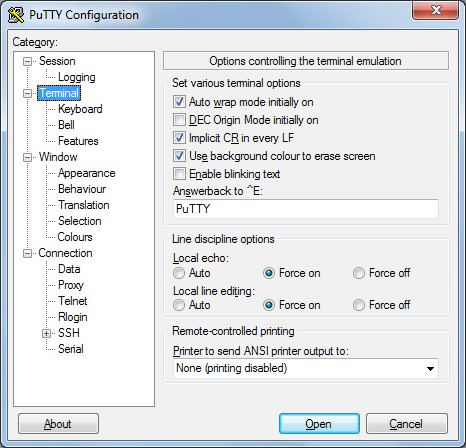 PuTTY Configuration
Category:
Session
Logging
Terminal
Keyboard
Bell
Features
Window
Appearance
Behaviour
Translation
Selection
Colours
Connection
Data
Proxy
Telnet
Rlogin
SSH
Serial
Options controlling the terminal emulation
Set various terminal options
Auto wrap mode initially on
DEC Origin Mode initially on
Implicit CR in every LF
Use background colour to erase screen
Enable blinking text
Answerback to ^E:
PuTTY
Line discipline options
Local echo:
Auto Force on Force off
Local line editing:
Auto Force on Force off
Remote-controlled printing
Printer to send ANSI printer output to:
None (printing disabled)
About Open Cancel